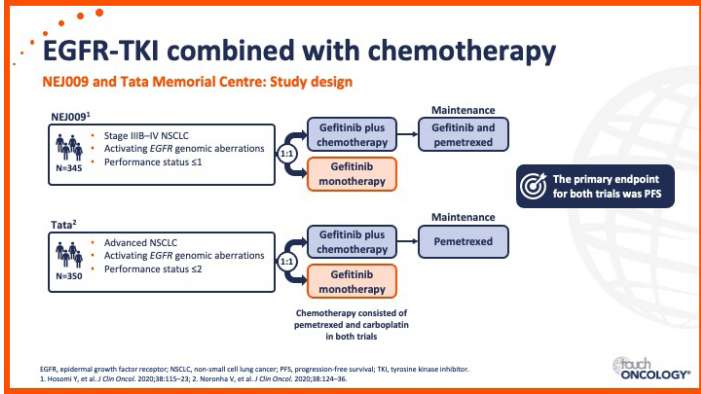 EGFR-TKI combined with chemotherapy
NEJ009 and Tata Memorial Centre: Study design
NEJ009¹
N=345
• Stage IIIB–IV NSCLC
• Activating EGFR genomic aberrations
• Performance status ≤1
1:1
Gefitinib plus
chemotherapy
Gefitinib
monotherapy
Maintenance
Gefitinib and
pemetrexed
The primary endpoint
for both trials was PFS
Tata²
N=350
• Advanced NSCLC
• Activating EGFR genomic aberrations
• Performance status ≤2
1:1
Gefitinib plus
chemotherapy
Gefitinib
monotherapy
Maintenance
Pemetrexed
Chemotherapy consisted of
pemetrexed and carboplatin
in both trials
EGFR, epidermal growth factor receptor; NSCLC, non-small cell lung cancer; PFS, progression-free survival; TKI, tyrosine kinase inhibitor.
1. Hosomi Y, et al. J Clin Oncol. 2020;38:115–23; 2. Noronha V, et al. J Clin Oncol. 2020;38:124–36.
touch
ONCOLOGY®